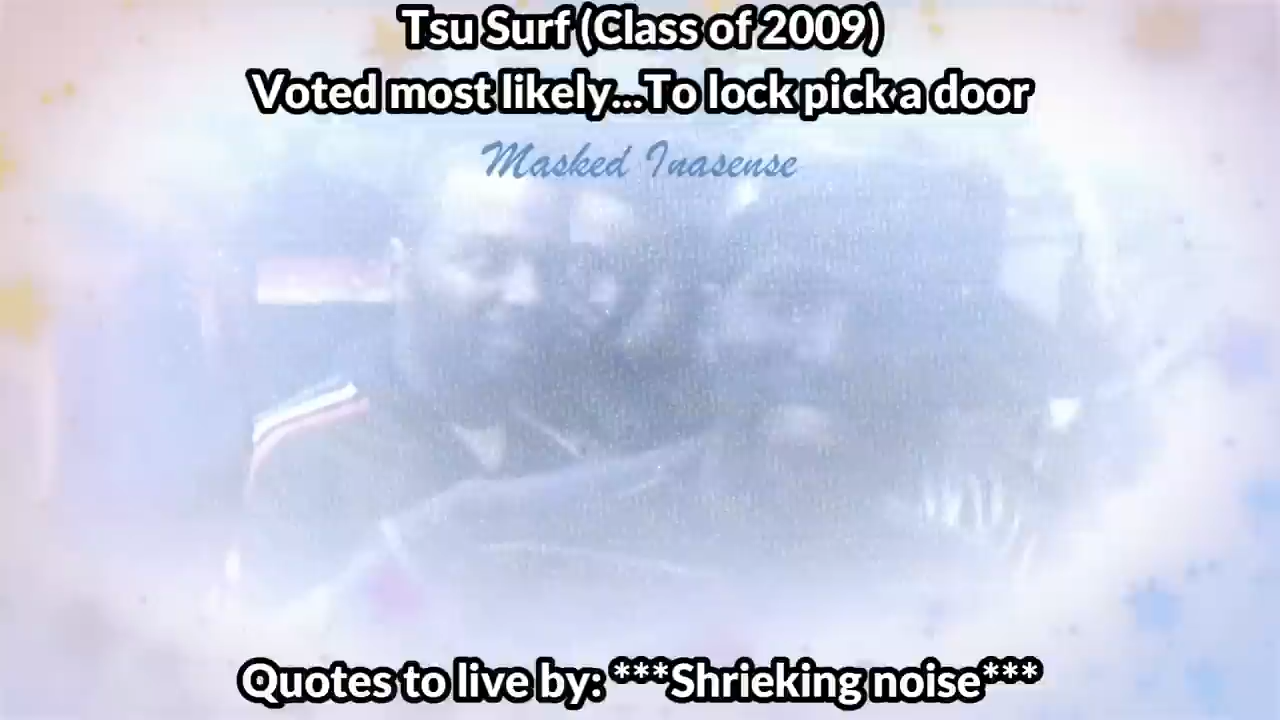 Tsu Surf (Class of 2009)
Voted most likely...To lock pick a door
Masked Inasense
Quotes to live by: ***Shrieking noise***